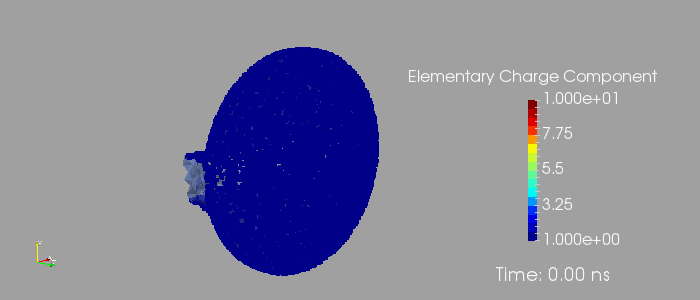 Elementary Charge Component
1.000e+01
7.75
5.5
3.25
1.000e+00
Time: 0.00 ns